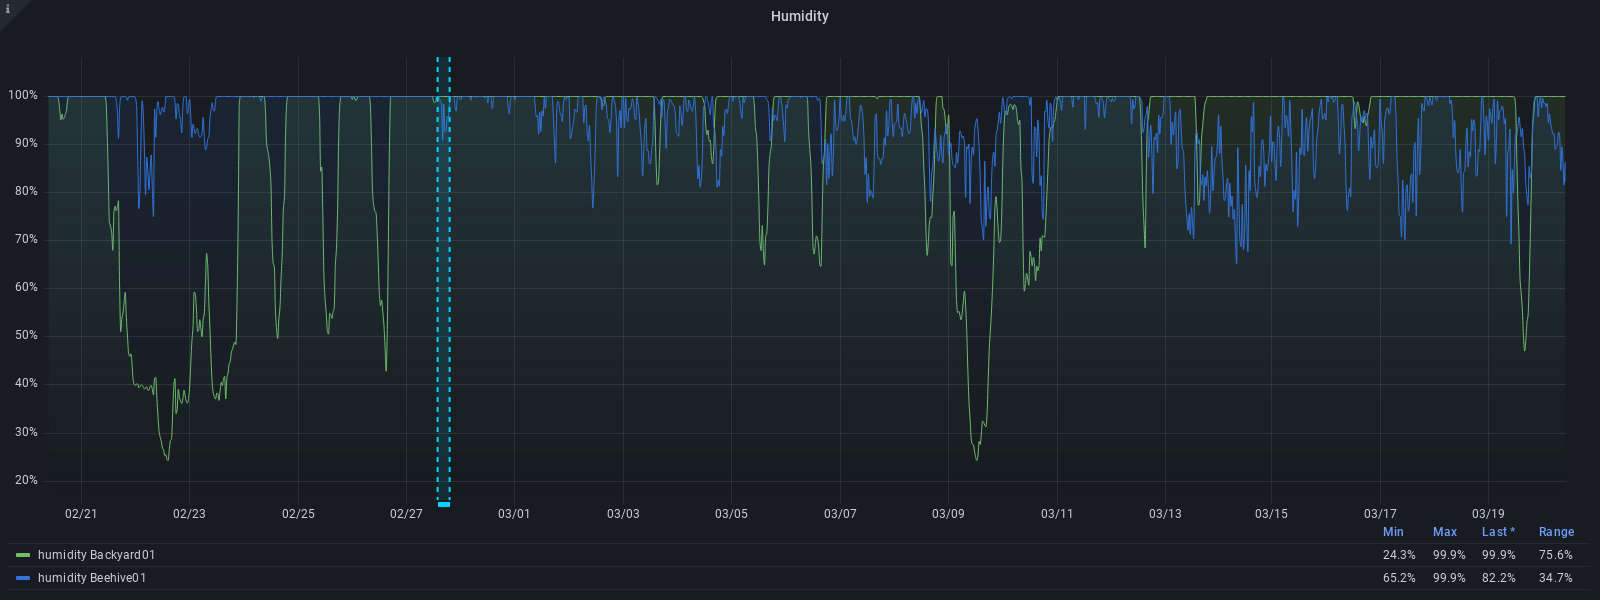 i
Humidity
100%
90%
80%
70%
60%
50%
40%
30%
20%
02/21 02/23 02/25 02/27 03/01 03/03 03/05 03/07 03/09 03/11 03/13 03/15 03/17 03/19
Min Max Last * Range
humidity Backyard01 24.3% 99.9% 99.9% 75.6%
humidity Beehive01 65.2% 99.9% 82.2% 34.7%